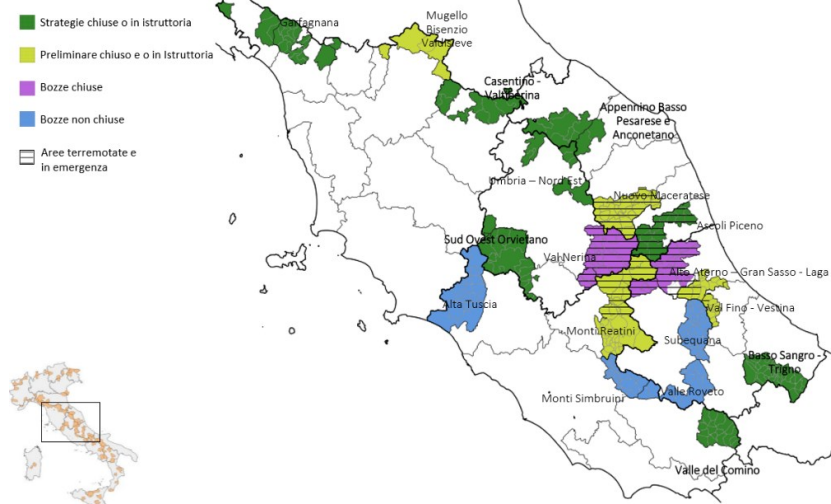 Strategie chiuse o in istruttoria
Preliminare chiuso e o in Istruttoria
Bozze chiuse
Bozze non chiuse
Aree terremotate e
in emergenza
Garfagnana
Mugello
Bisenzio
Valdisieve
Casentino -
Valtiberina
Appennino Basso
Pesarese e
Anconetano
Umbria – Nord Est
Nuovo Maceratese
Ascoli Piceno
Sud Ovest Orvietano
Val Nerina
Alto Aterno – Gran Sasso - Laga
Alta Tuscia
Val Fino - Vestina
Monti Reatini
Subequana
Basso Sangro -
Trigno
Monti Simbruini
Valle Roveto
Valle del Comino